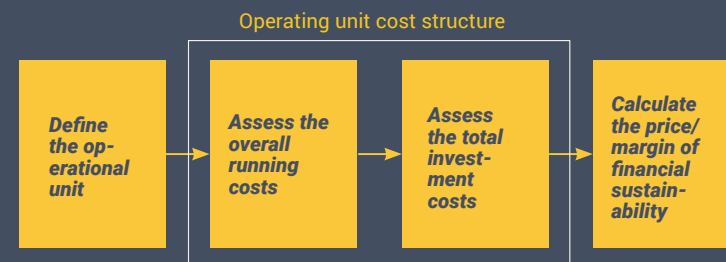 Operating unit cost structure
Define
the op-
erational
unit
Assess the
overall
running
costs
Assess
the total
invest-
ment
costs
Calculate
the price/
margin of
financial
sustain-
ability